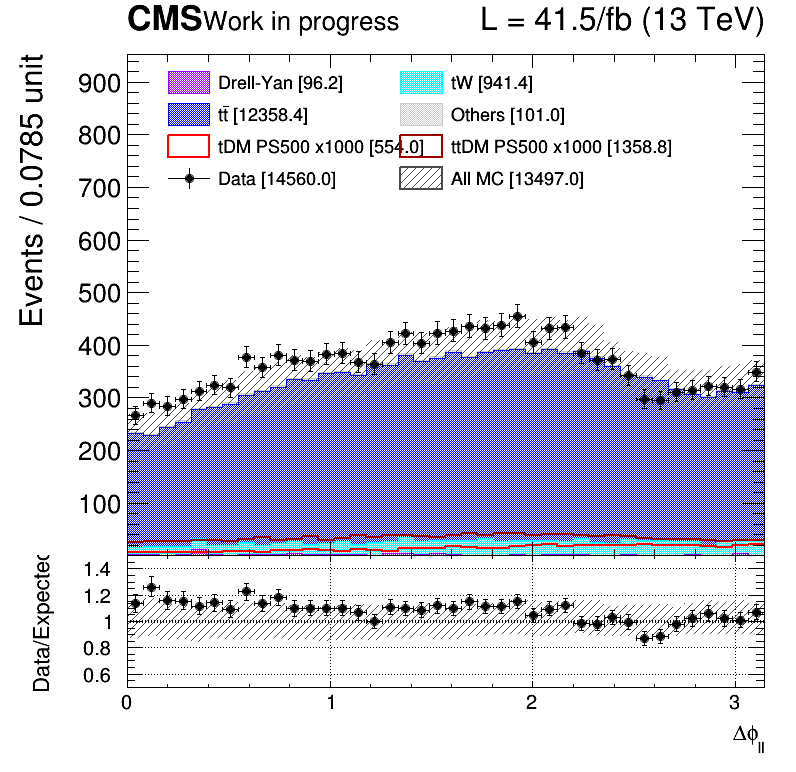 CMS Work in progress L = 41.5/fb (13 TeV)
Events / 0.0785 unit
900
800
700
600
500
400
300
200
100
Drell-Yan [96.2] tW [941.4]
tt̄ [12358.4] Others [101.0]
tDM PS500 x1000 [554.0] ttDM PS500 x1000 [1358.8]
Data [14560.0] All MC [13497.0]
Data/Expected
1.4
1.2
1
0.8
0.6
0 1 2 3
Δϕ_ll